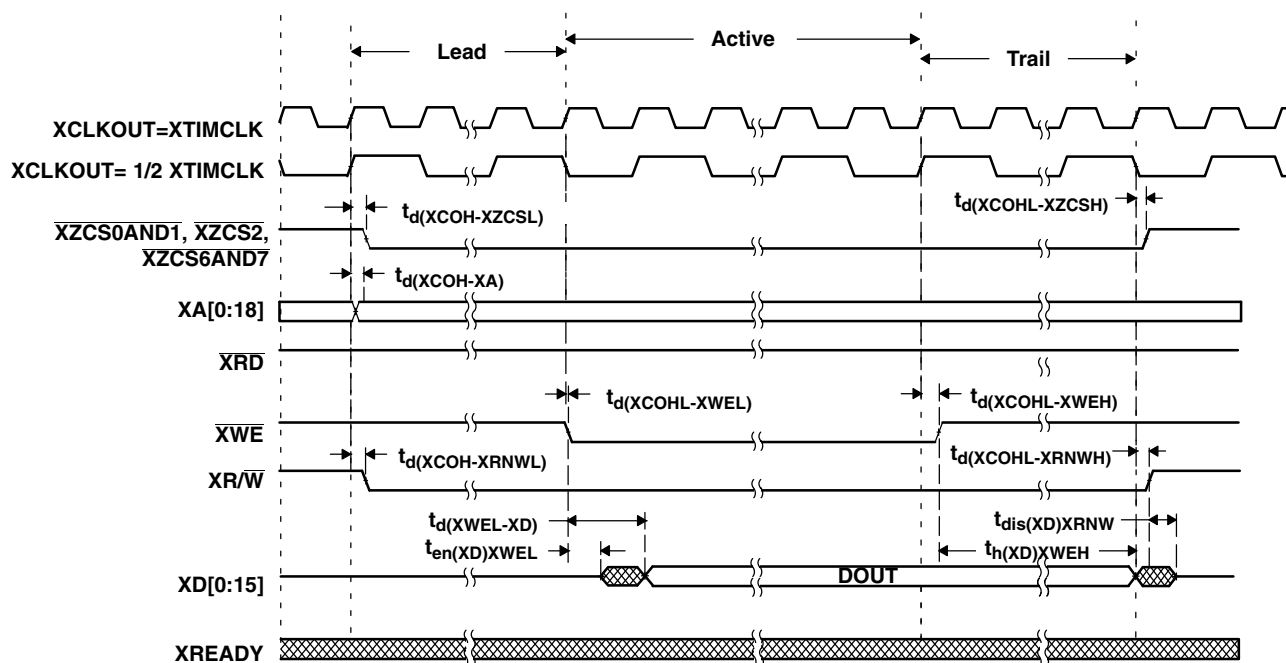 Lead
Active
Trail
XCLKOUT=XTIMCLK
XCLKOUT= 1/2 XTIMCLK
td(XCOH-XZCSL)
td(XCOHL-XZCSH)
XZCS0AND1, XZCS2,
XZCS6AND7
td(XCOH-XA)
XA[0:18]
XRD
td(XCOHL-XWEL)
td(XCOHL-XWEH)
XWE
td(XCOH-XRNWL)
td(XCOHL-XRNWH)
XR/W
td(XWEL-XD)
tdis(XD)XRNW
ten(XD)XWEL
th(XD)XWEH
XD[0:15]
DOUT
XREADY